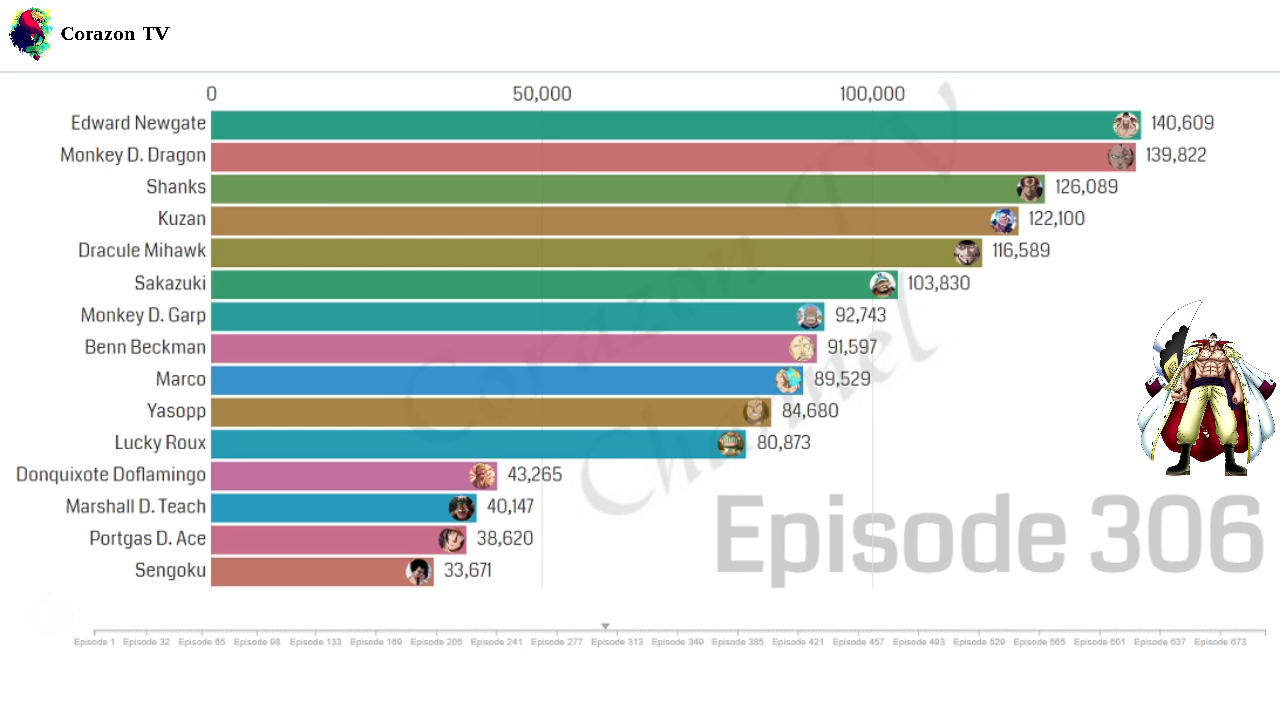 Corazon TV
0 50,000 100,000
Edward Newgate 140,609
Monkey D. Dragon 139,822
Shanks 126,089
Kuzan 122,100
Dracule Mihawk 116,589
Sakazuki 103,830
Monkey D. Garp 92,743
Benn Beckman 91,597
Marco 89,529
Yasopp 84,680
Lucky Roux 80,873
Donquixote Doflamingo 43,265
Marshall D. Teach 40,147
Portgas D. Ace 38,620
Sengoku 33,671
Corazon TV
Channel
Episode 306
Episode 1 Episode 32 Episode 65 Episode 98 Episode 133 Episode 169 Episode 205 Episode 241 Episode 277 Episode 313 Episode 349 Episode 385 Episode 421 Episode 457 Episode 493 Episode 529 Episode 565 Episode 601 Episode 637 Episode 673